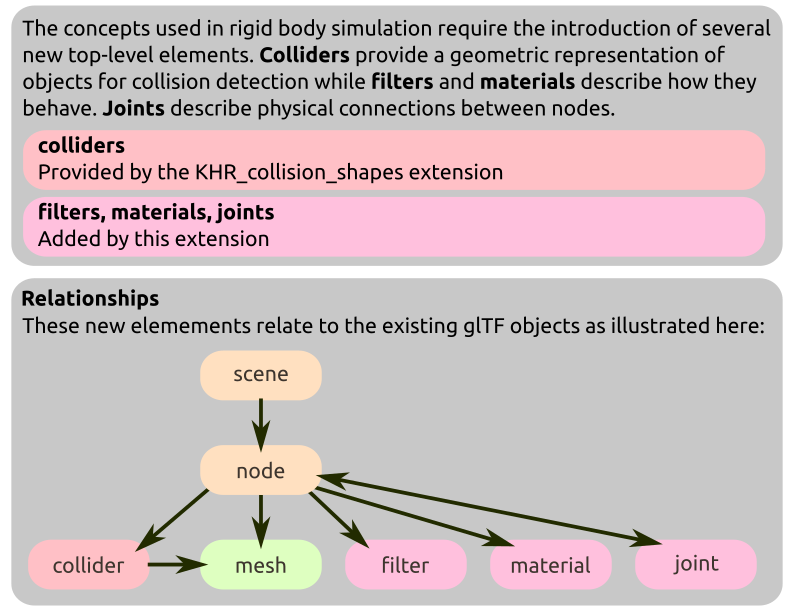 The concepts used in rigid body simulation require the introduction of several
new top-level elements. Colliders provide a geometric representation of
objects for collision detection while filters and materials describe how they
behave. Joints describe physical connections between nodes.
colliders
Provided by the KHR_collision_shapes extension
filters, materials, joints
Added by this extension
Relationships
These new elemements relate to the existing glTF objects as illustrated here:
scene
node
collider
mesh
filter
material
joint